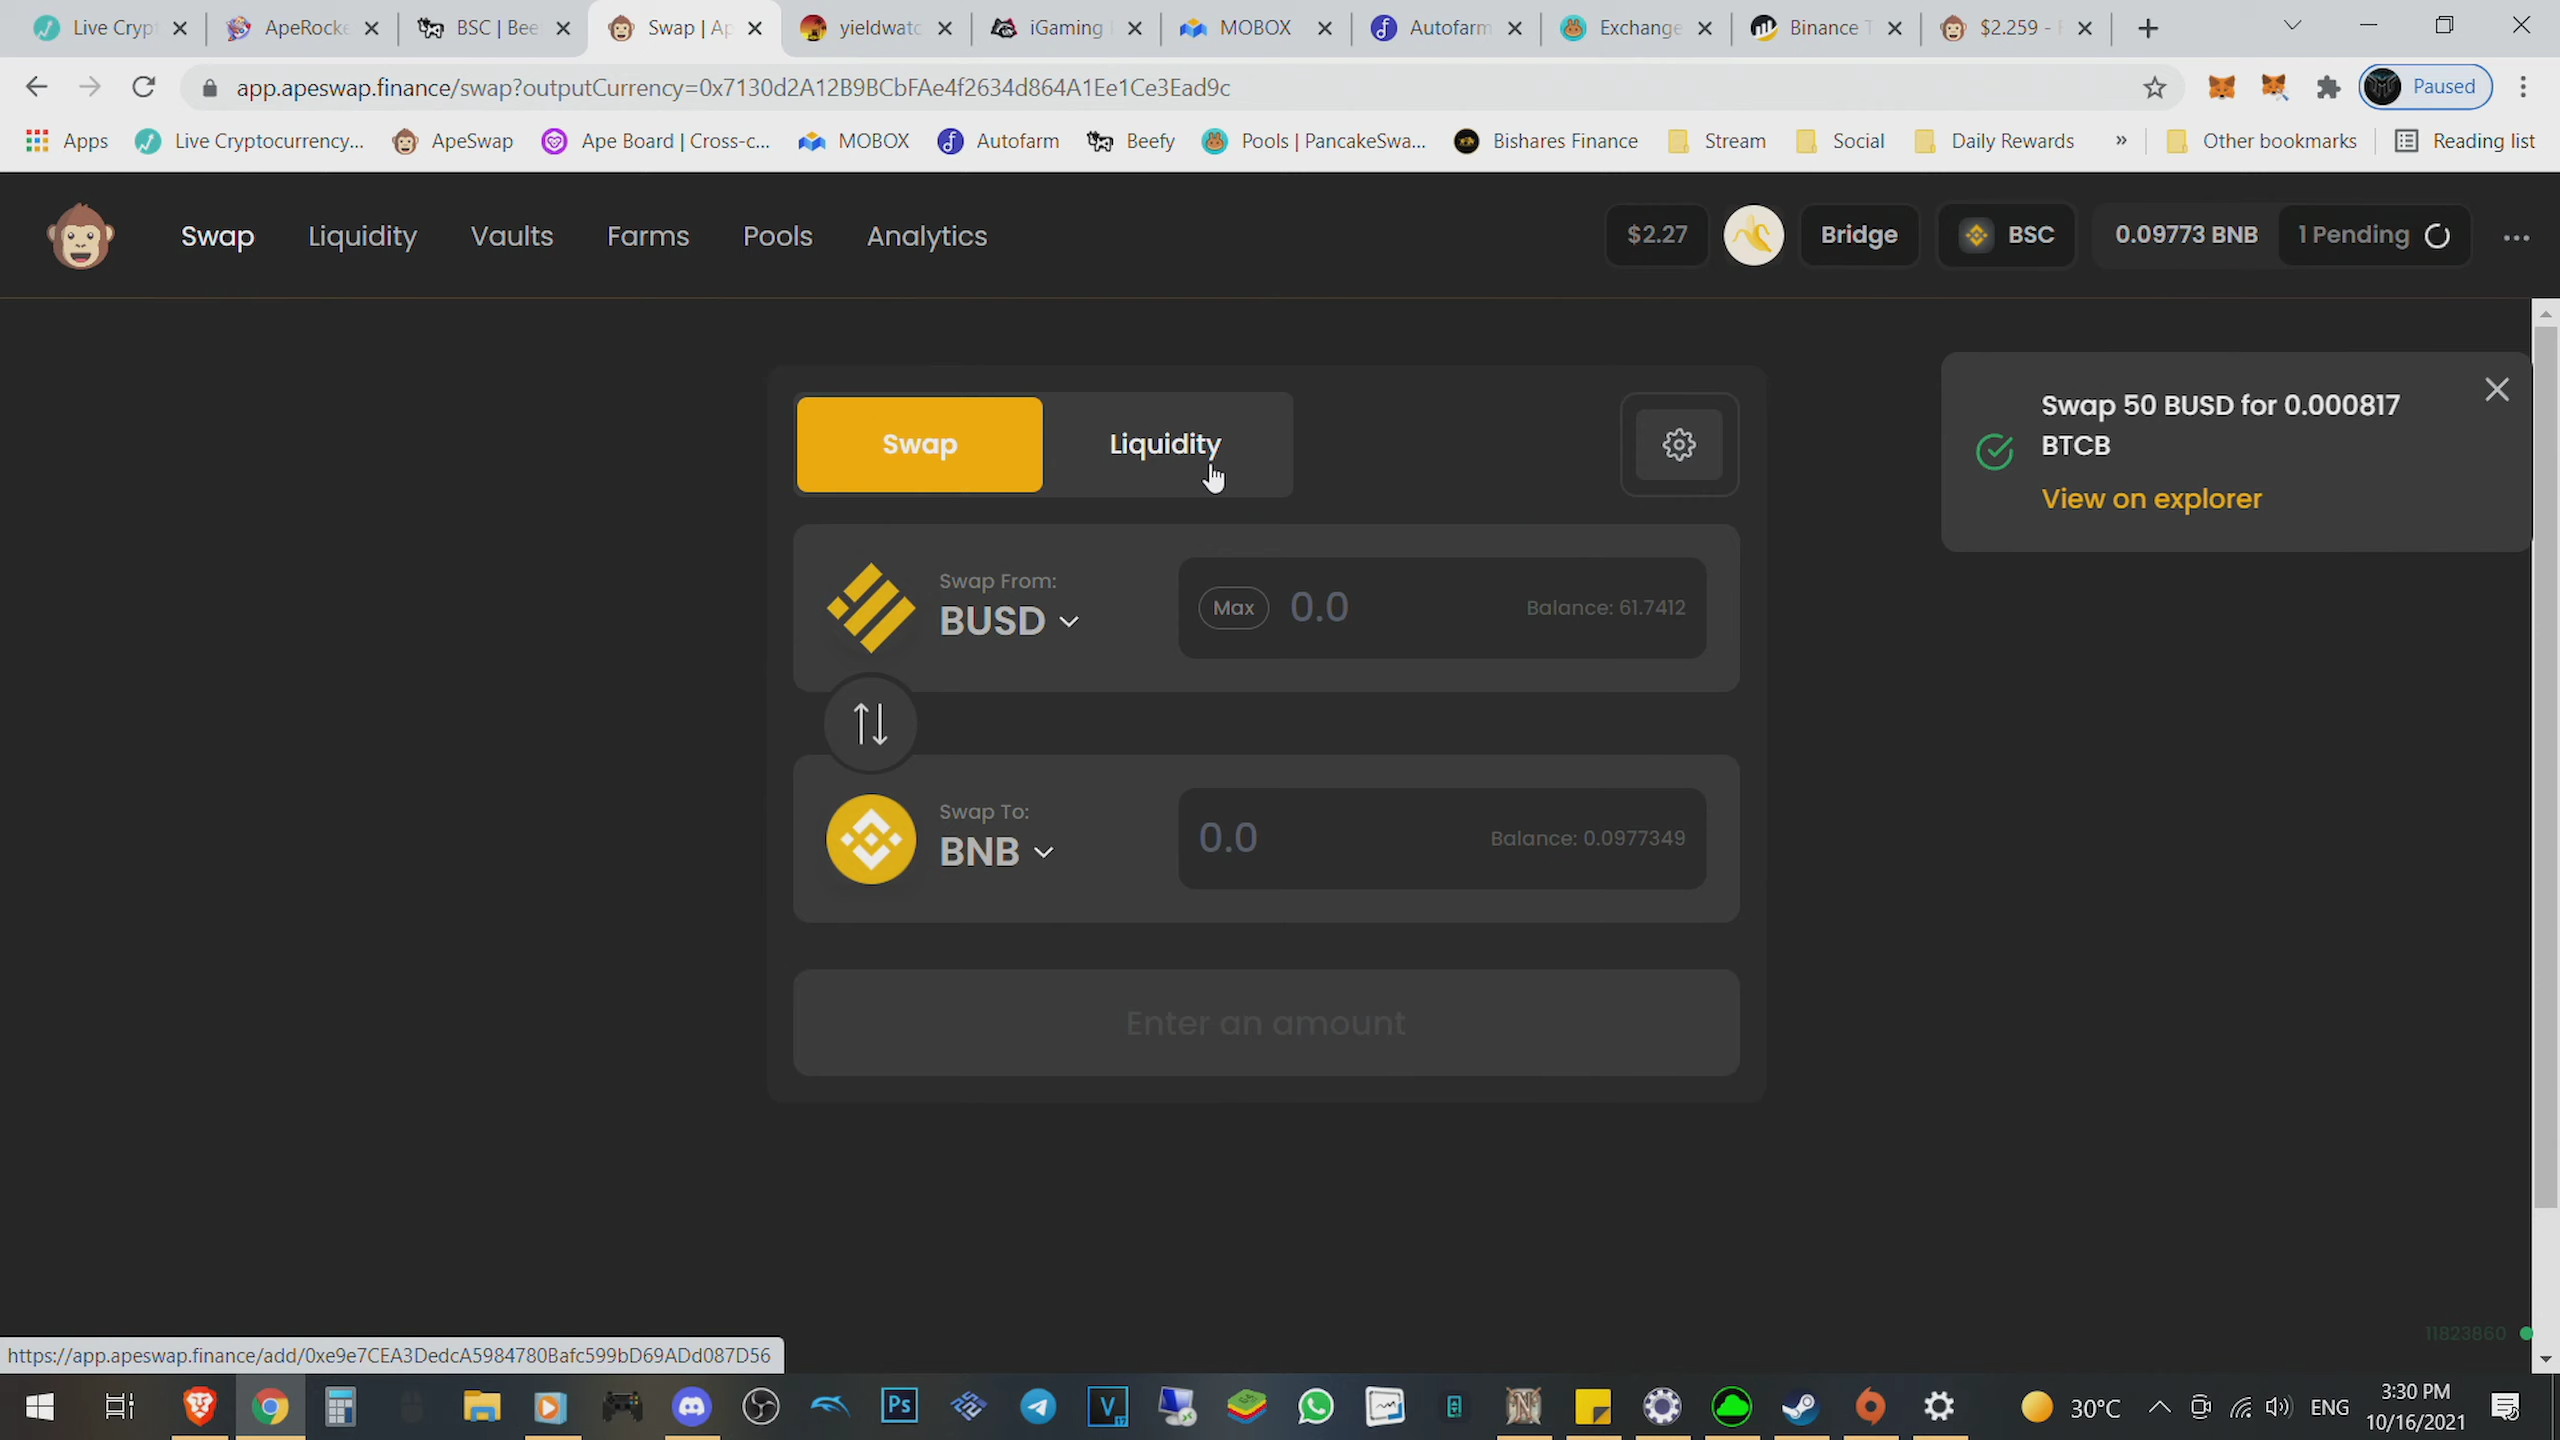 Live Cryp
ApeRocke
BSC | Bee
Swap | Ap
yieldwatc
iGaming
MOBOX
Autofarm
Exchange
Binance T
$2.259 -
app.apeswap.finance/swap?outputCurrency=0x7130d2A12B9BCbFAe4f2634d864A1Ee1Ce3Ead9c
Paused
Apps
Live Cryptocurrency...
ApeSwap
Ape Board | Cross-c...
MOBOX
Autofarm
Beefy
Pools | PancakeSwa...
Bishares Finance
Stream
Social
Daily Rewards
»
Other bookmarks
Reading list
Swap
Liquidity
Vaults
Farms
Pools
Analytics
$2.27
Bridge
BSC
0.09773 BNB
1 Pending
Swap
Liquidity
Swap 50 BUSD for 0.000817
BTCB
View on explorer
Swap From:
BUSD
Max
0.0
Balance: 61.7412
Swap To:
BNB
0.0
Balance: 0.0977349
Enter an amount
11823860
https://app.apeswap.finance/add/0xe9e7CEA3DedcA5984780Bafc599bD69ADd087D56
Ps
V
17
30°C
ENG
3:30 PM
10/16/2021